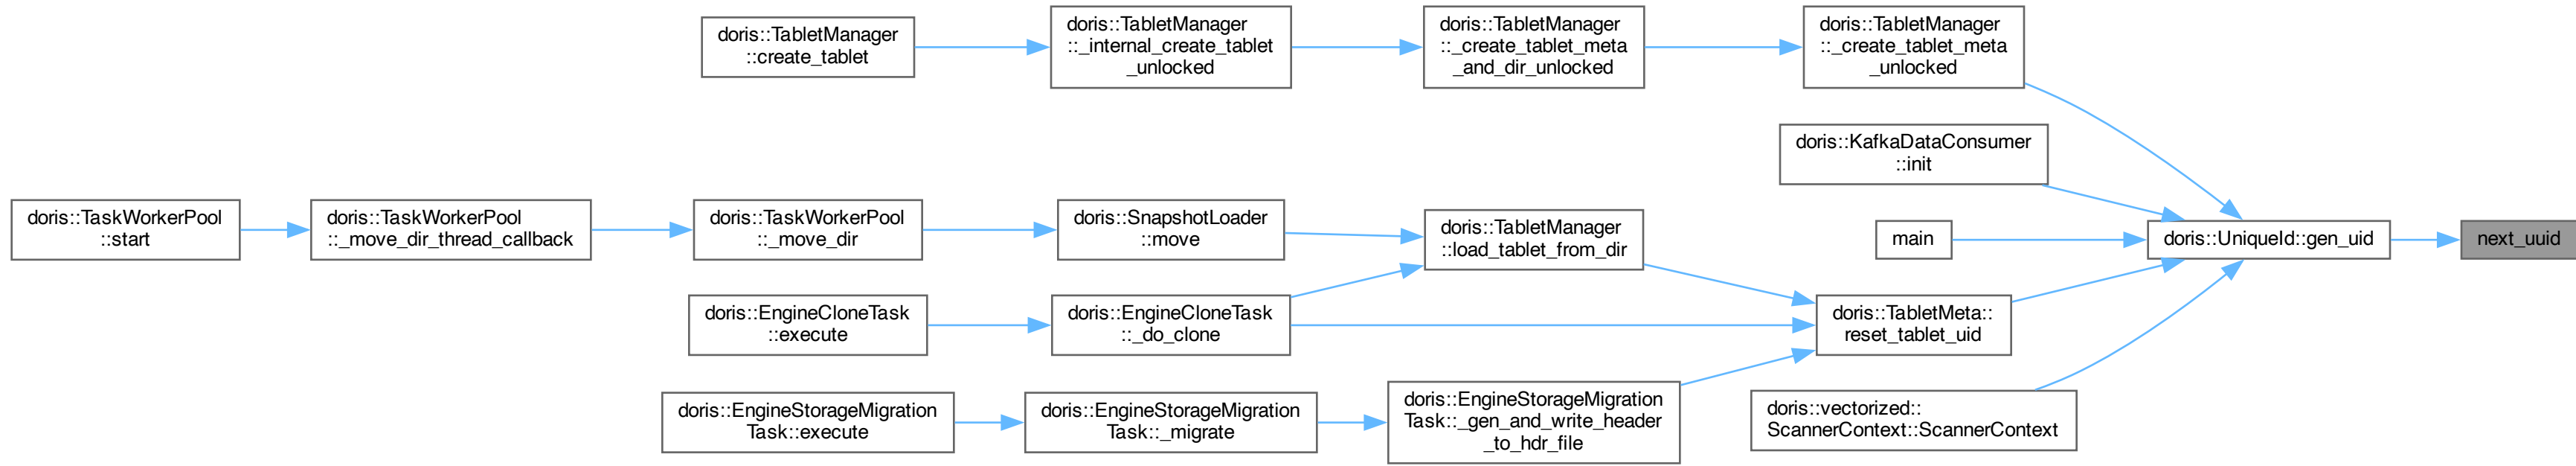 doris::TabletManager
::create_tablet
doris::TabletManager
::_internal_create_tablet
_unlocked
doris::TabletManager
::_create_tablet_meta
_and_dir_unlocked
doris::TabletManager
::_create_tablet_meta
_unlocked
doris::KafkaDataConsumer
::init
doris::TaskWorkerPool
::start
doris::TaskWorkerPool
::_move_dir_thread_callback
doris::TaskWorkerPool
::_move_dir
doris::SnapshotLoader
::move
doris::TabletManager
::load_tablet_from_dir
main
doris::UniqueId::gen_uid
next_uuid
doris::EngineCloneTask
::execute
doris::EngineCloneTask
::_do_clone
doris::TabletMeta::
reset_tablet_uid
doris::EngineStorageMigration
Task::execute
doris::EngineStorageMigration
Task::_migrate
doris::EngineStorageMigration
Task::_gen_and_write_header
_to_hdr_file
doris::vectorized::
ScannerContext::ScannerContext